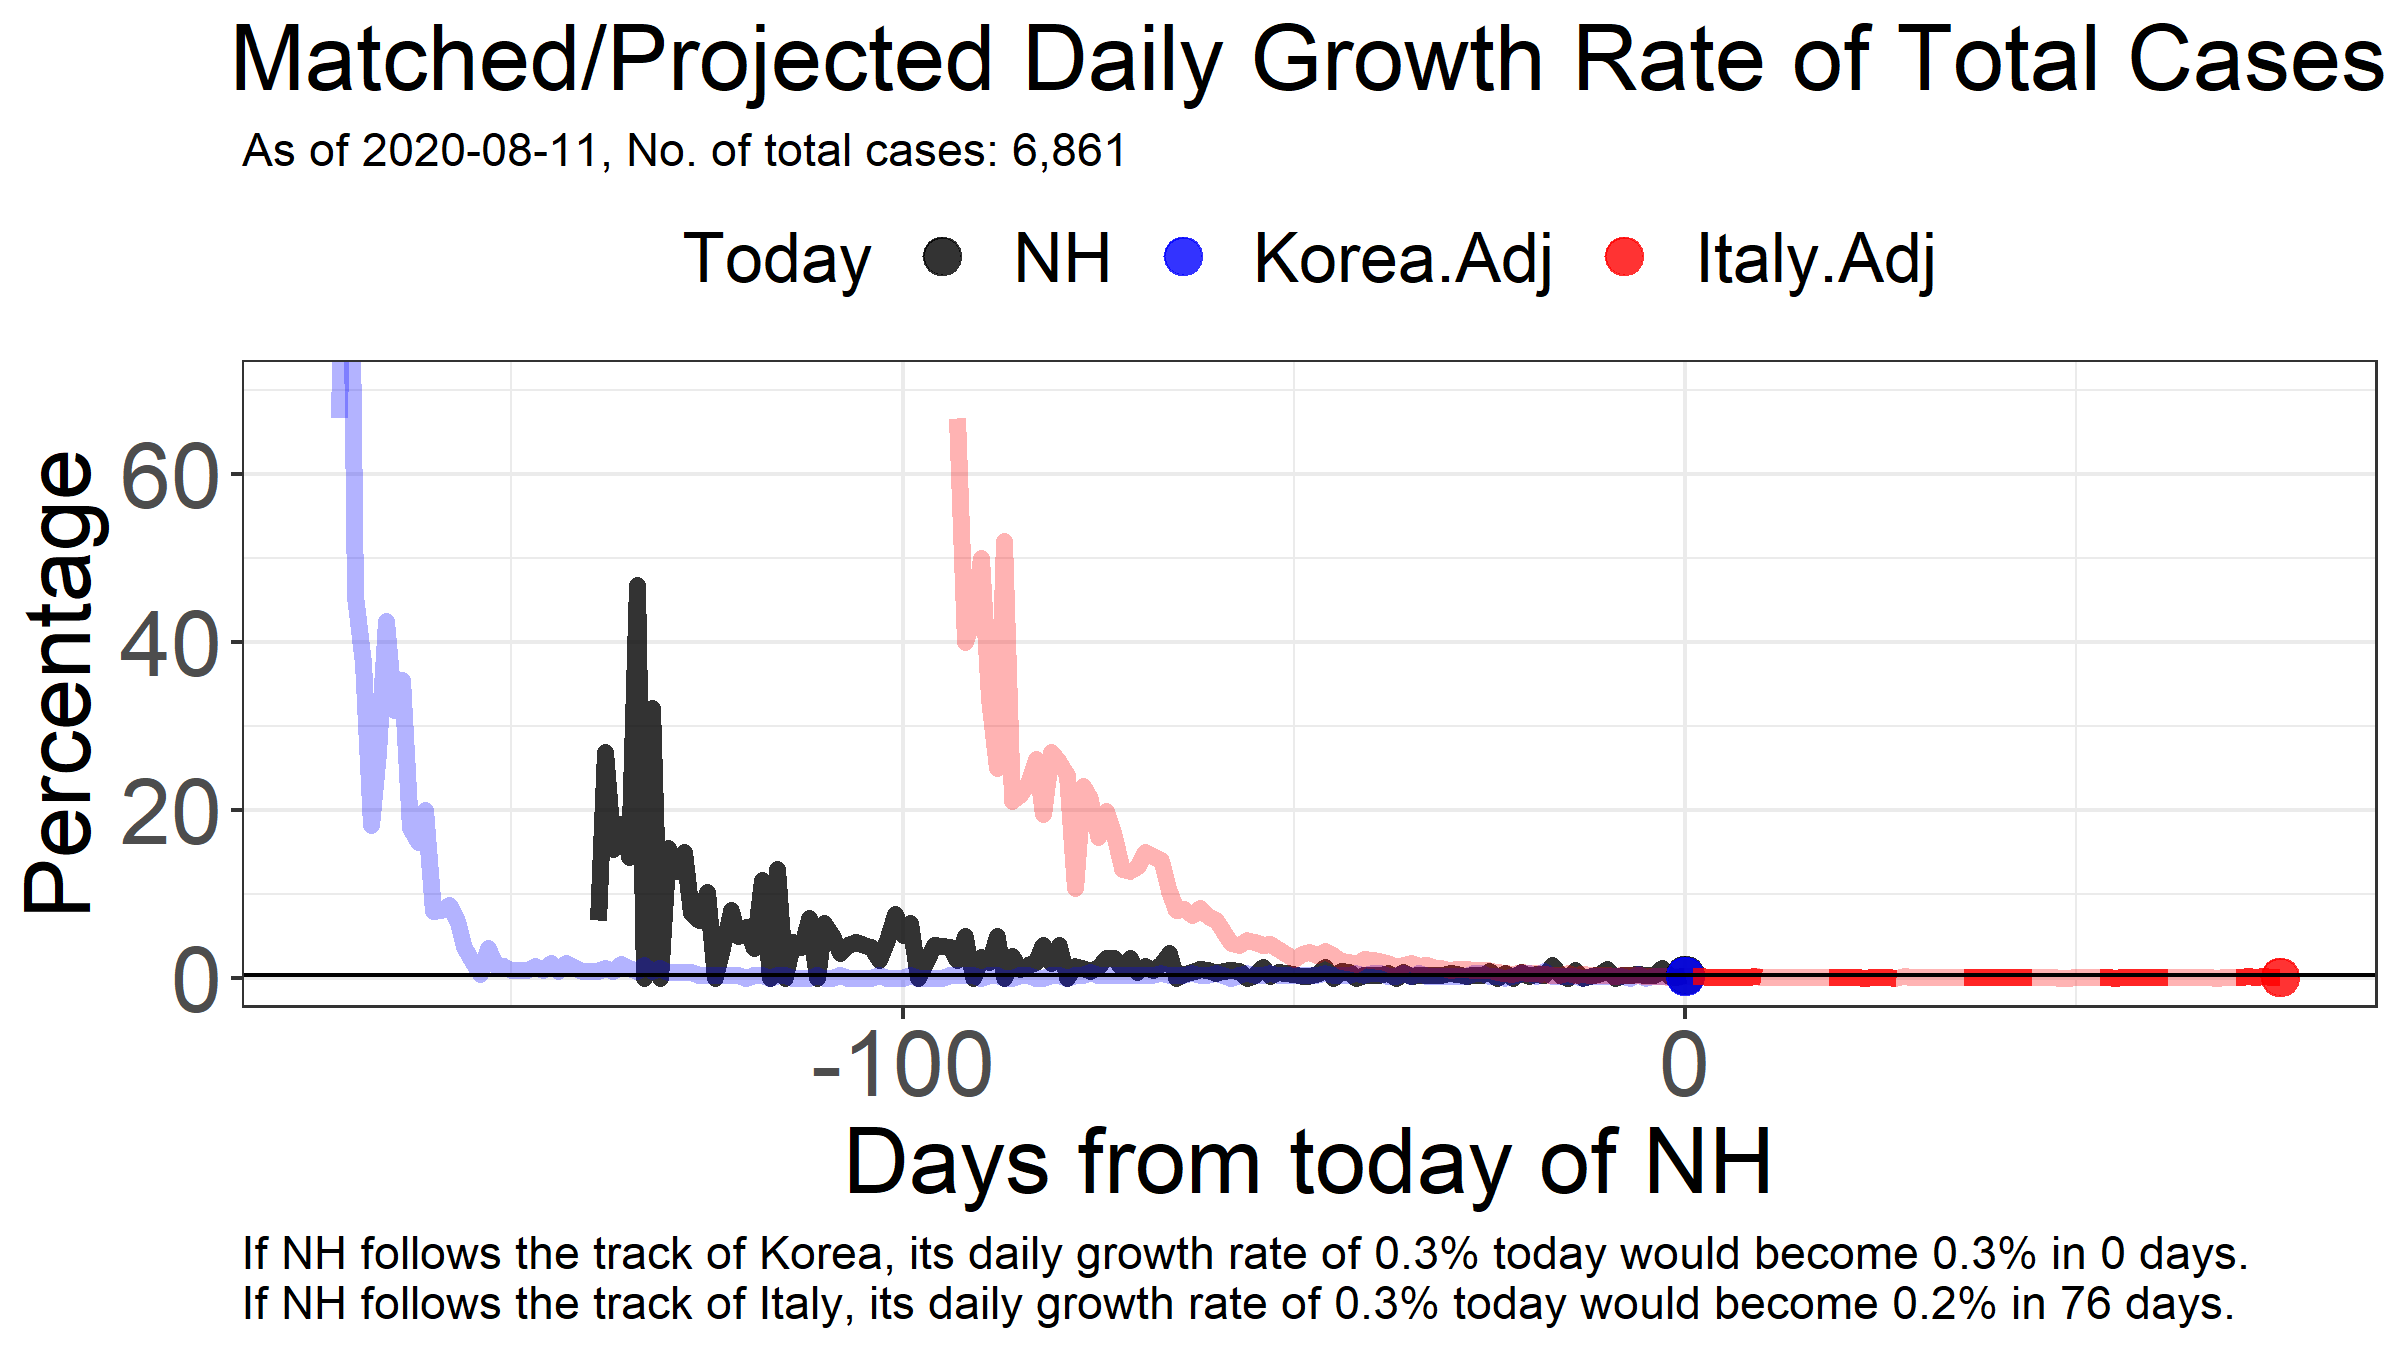 Matched/Projected Daily Growth Rate of Total Cases
As of 2020-08-11, No. of total cases: 6,861
Today NH Korea.Adj Italy.Adj
Percentage
60
40
20
0
-100 0
Days from today of NH
If NH follows the track of Korea, its daily growth rate of 0.3% today would become 0.3% in 0 days.
If NH follows the track of Italy, its daily growth rate of 0.3% today would become 0.2% in 76 days.